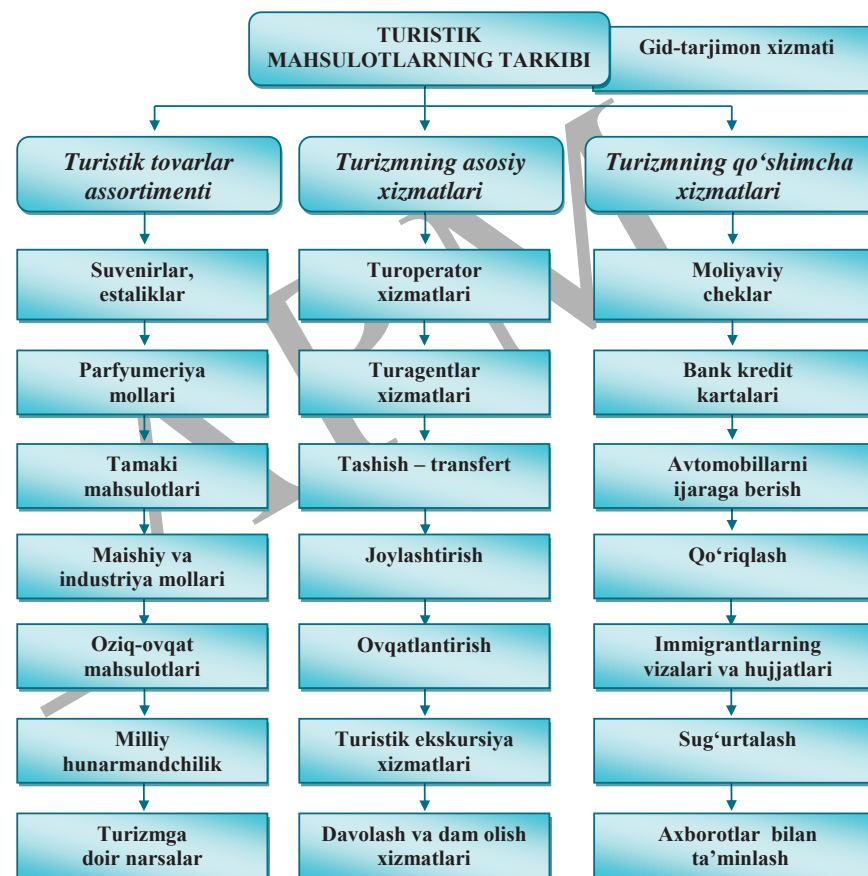 TURISTIK
MAHSULOTLARNING TARKIBI
Gid-tarjimon xizmati
Turistik tovarlar
assortimenti
Suvenirlar,
estaliklar
Parfyumeriya
mollari
Tamaki
mahsulotlari
Maishiy va
industriya mollari
Oziq-ovqat
mahsulotlari
Milliy
hunarmandchilik
Turizmga
doir narsalar
Turizmning asosiy
xizmatlari
Turoperator
xizmatlari
Turagentlar
xizmatlari
Tashish – transfert
Joylashtirish
Ovqatlantirish
Turistik ekskursiya
xizmatlari
Davolash va dam olish
xizmatlari
Turizmning qo‘shimcha
xizmatlari
Moliyaviy
cheklar
Bank kredit
kartalari
Avtomobillarni
ijaraga berish
Qo‘riqlash
Immigrantlarning
vizalari va hujjatlari
Sug‘urtalash
Axborotlar bilan
ta’minlash